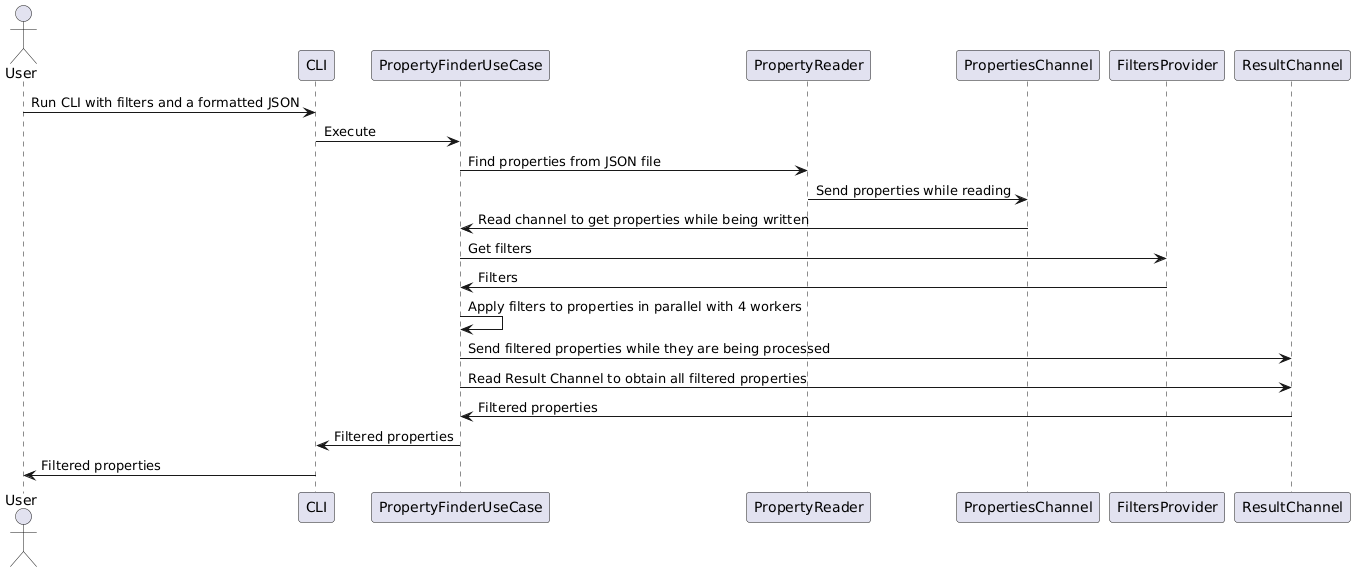 User
CLI
PropertyFinderUseCase
PropertyReader
PropertiesChannel
FiltersProvider
ResultChannel
Run CLI with filters and a formatted JSON
Execute
Find properties from JSON file
Send properties while reading
Read channel to get properties while being written
Get filters
Filters
Apply filters to properties in parallel with 4 workers
Send filtered properties while they are being processed
Read Result Channel to obtain all filtered properties
Filtered properties
Filtered properties
Filtered properties
User
CLI
PropertyFinderUseCase
PropertyReader
PropertiesChannel
FiltersProvider
ResultChannel